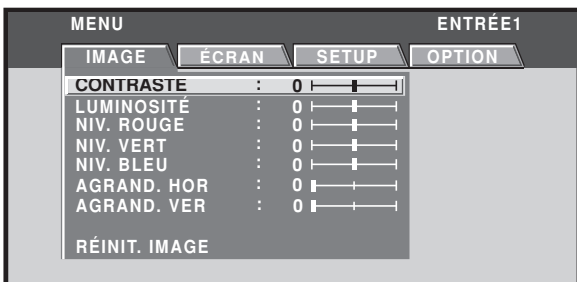 MENU ENTRÉE1
IMAGE ÉCRAN SETUP OPTION
CONTRASTE : 0
LUMINOSITÉ : 0
NIV. ROUGE : 0
NIV. VERT : 0
NIV. BLEU : 0
AGRAND. HOR : 0
AGRAND. VER : 0
RÉINIT. IMAGE